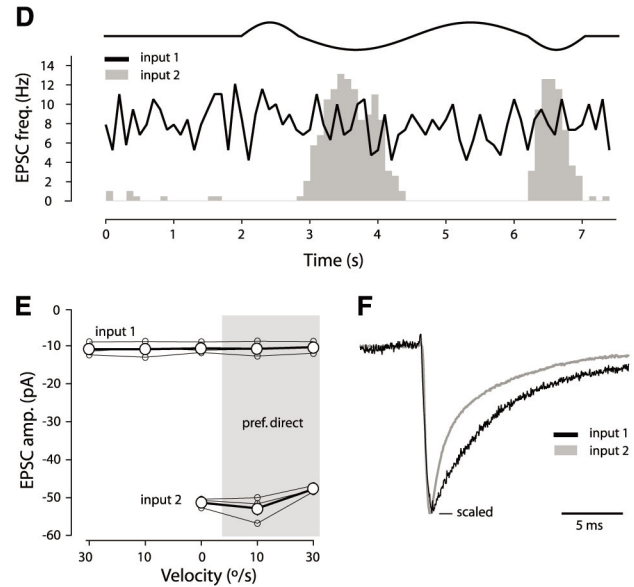 D
input 1
input 2
EPSC freq. (Hz)
14
12
10
8
6
4
2
0
0 1 2 3 4 5 6 7
Time (s)
E
EPSC amp. (pA)
0
-10
-20
-30
-40
-50
-60
input 1
pref. direct
input 2
30 10 0 10 30
Velocity (º/s)
F
input 1
input 2
scaled
5 ms